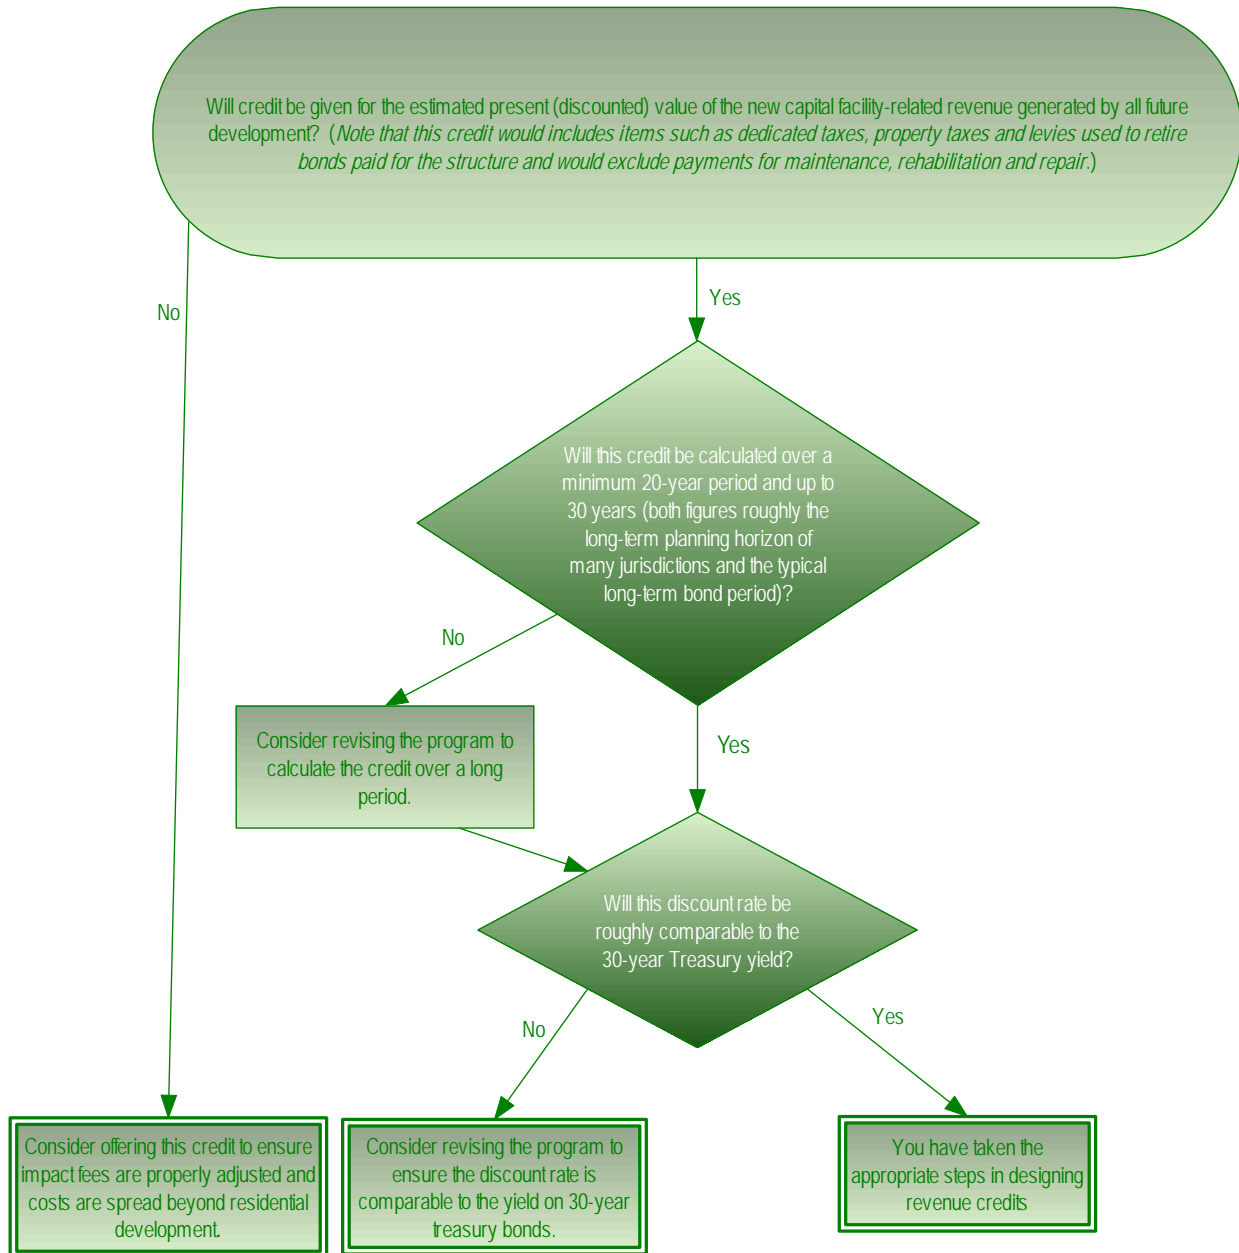 Will credit be given for the estimated present (discounted) value of the new capital facility-related revenue generated by all future
development? (Note that this credit would includes items such as dedicated taxes, property taxes and levies used to retire
bonds paid for the structure and would exclude payments for maintenance, rehabilitation and repair.)
No
Yes
Will this credit be calculated over a
minimum 20-year period and up to
30 years (both figures roughly the
long-term planning horizon of
many jurisdictions and the typical
long-term bond period)?
No
Yes
Consider revising the program to
calculate the credit over a long
period.
Will this discount rate be
roughly comparable to the
30-year Treasury yield?
No
Yes
Consider offering this credit to ensure
impact fees are properly adjusted and
costs are spread beyond residential
development.
Consider revising the program to
ensure the discount rate is
comparable to the yield on 30-year
treasury bonds.
You have taken the
appropriate steps in designing
revenue credits